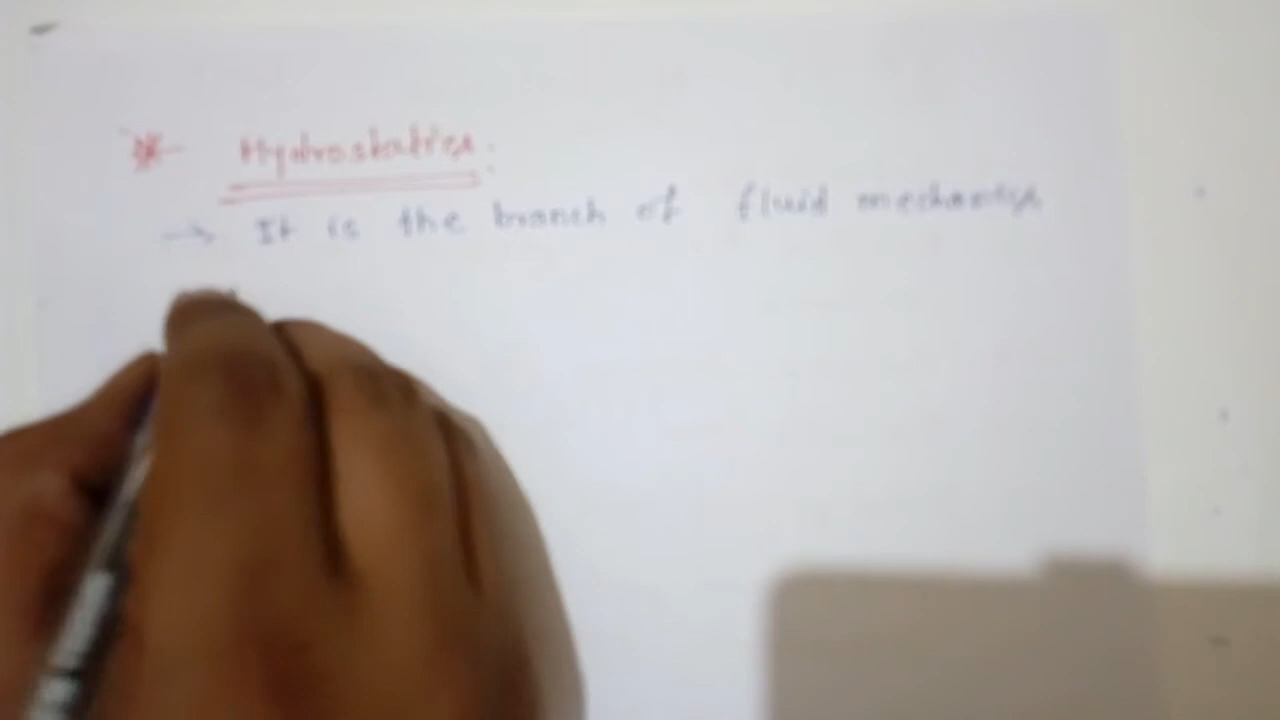 Hydrostatics:
→ It is the branch of fluid mechanics